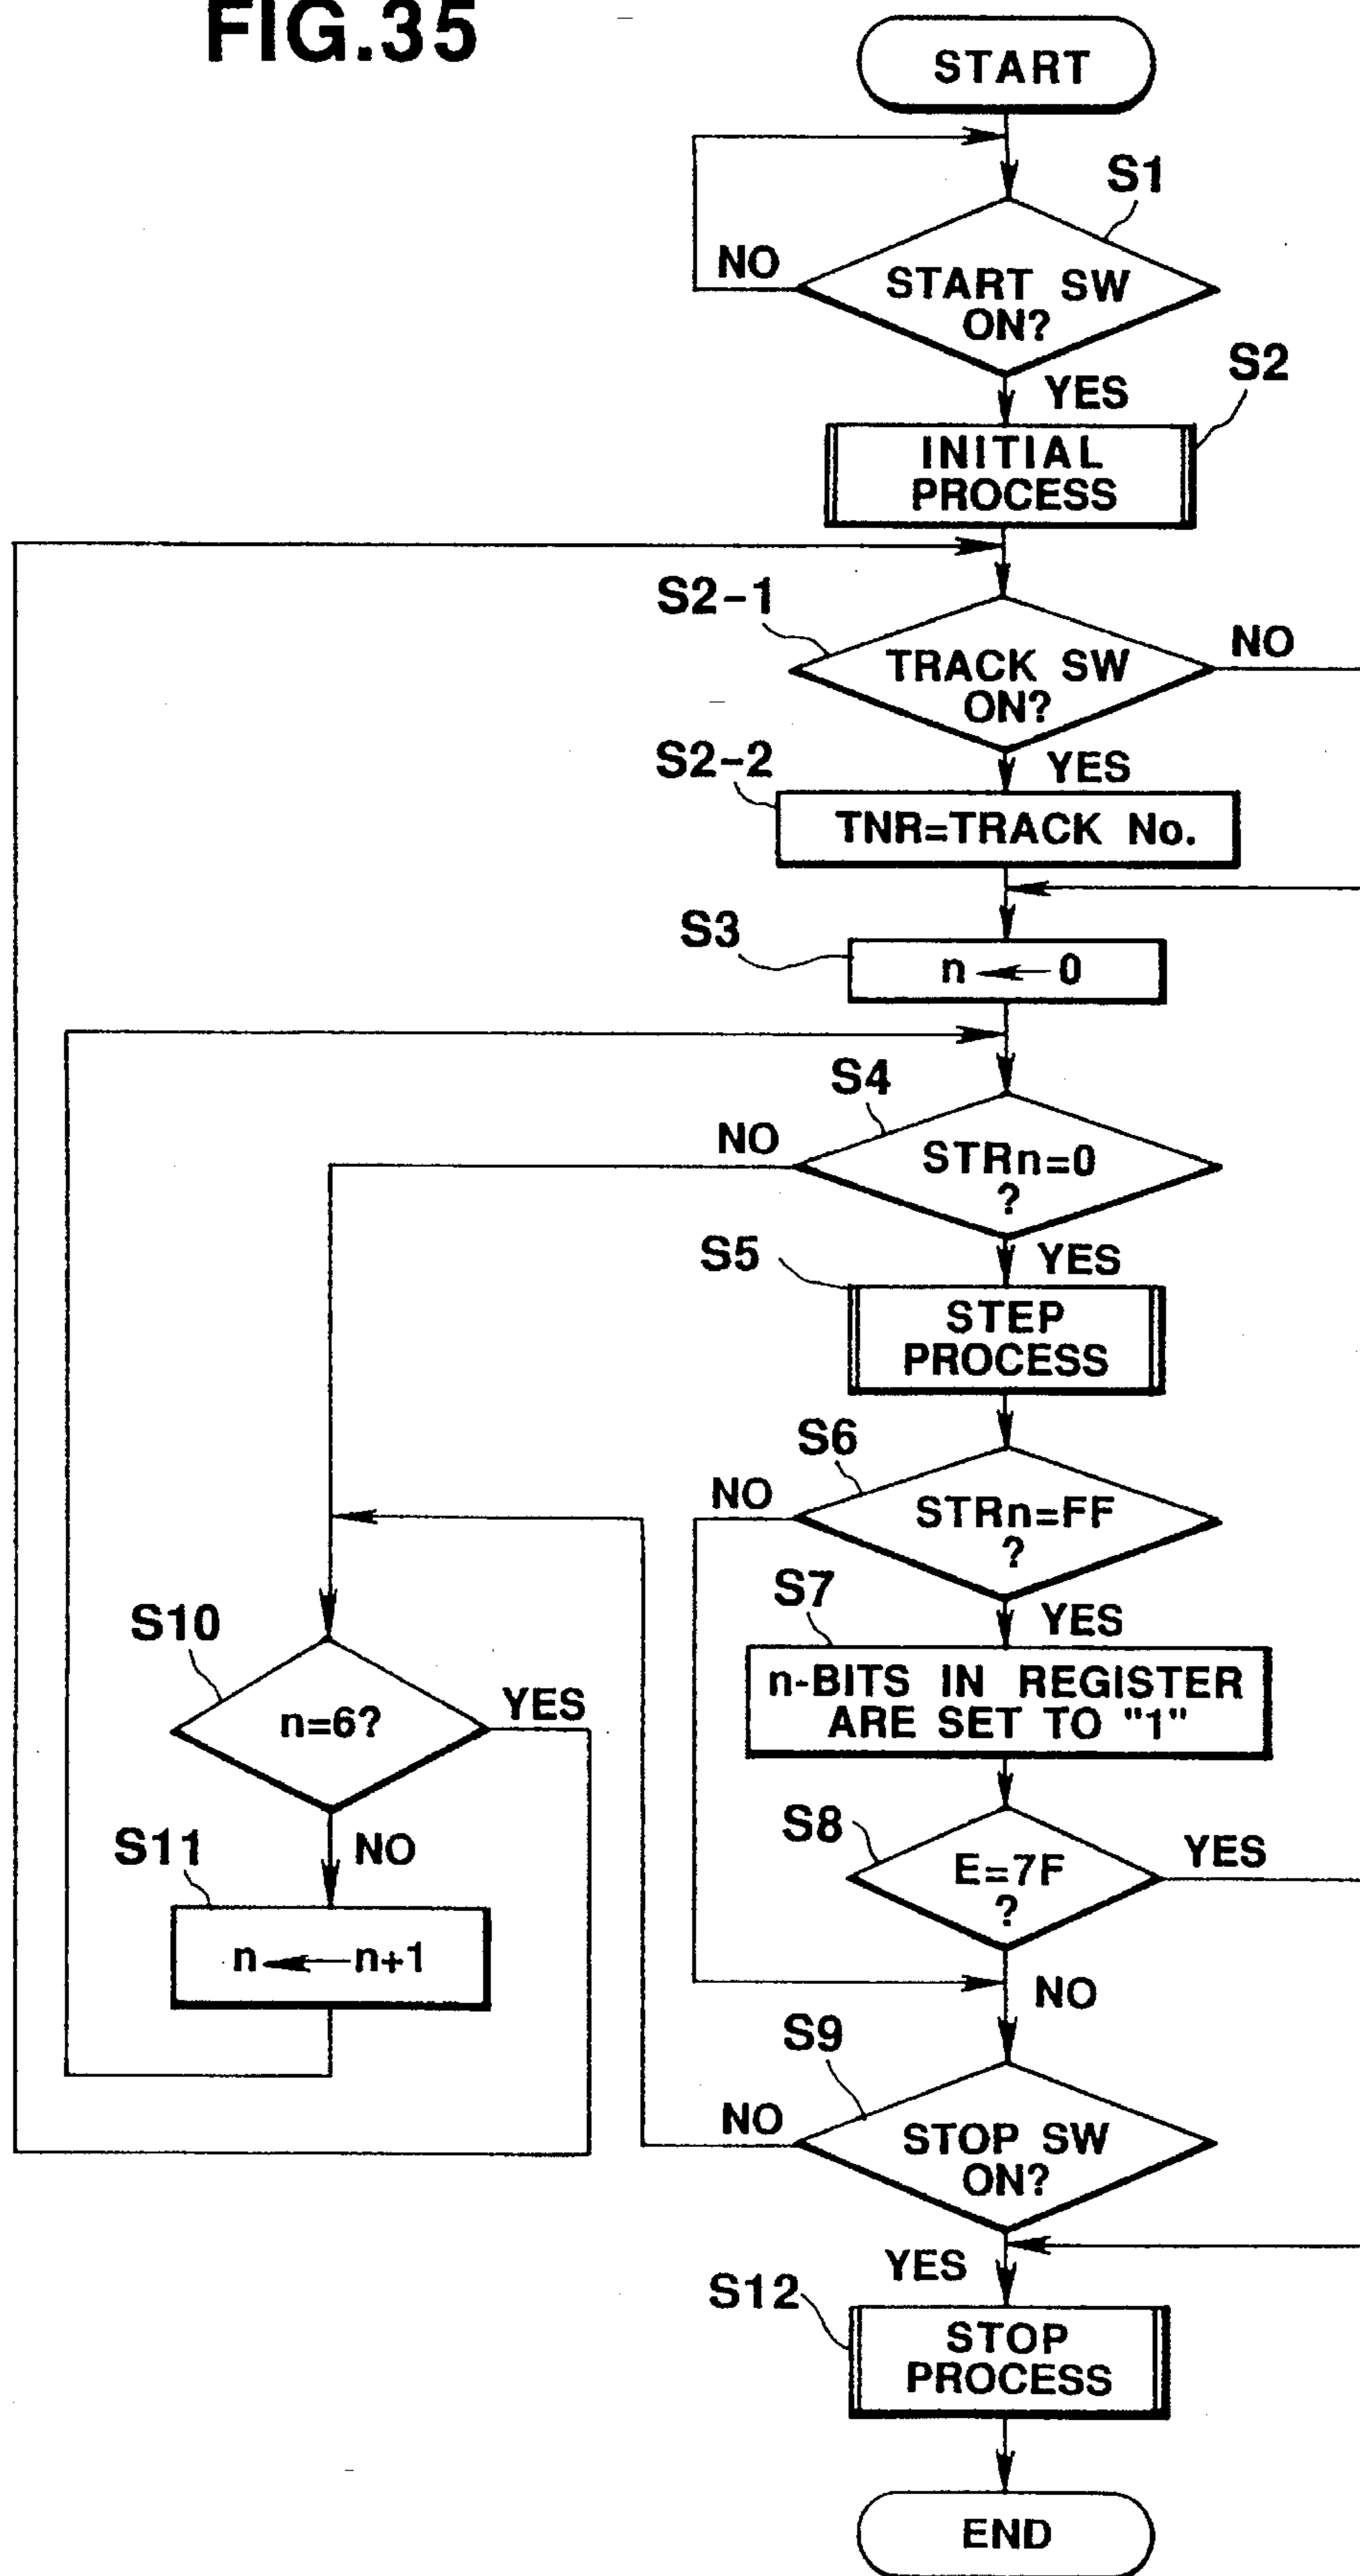 FIG.35
START
S1
NO
START SW
ON?
YES
S2
INITIAL
PROCESS
S2-1
TRACK SW
ON?
NO
S2-2
YES
TNR=TRACK No.
S3
n ← 0
S4
NO
STRn=0
?
S5
YES
STEP
PROCESS
S6
NO
STRn=FF
?
S7
YES
n-BITS IN REGISTER
ARE SET TO "1"
S10
n=6?
YES
S8
E=7F
?
YES
S11
NO
n ← n+1
NO
S9
NO
STOP SW
ON?
YES
S12
STOP
PROCESS
END